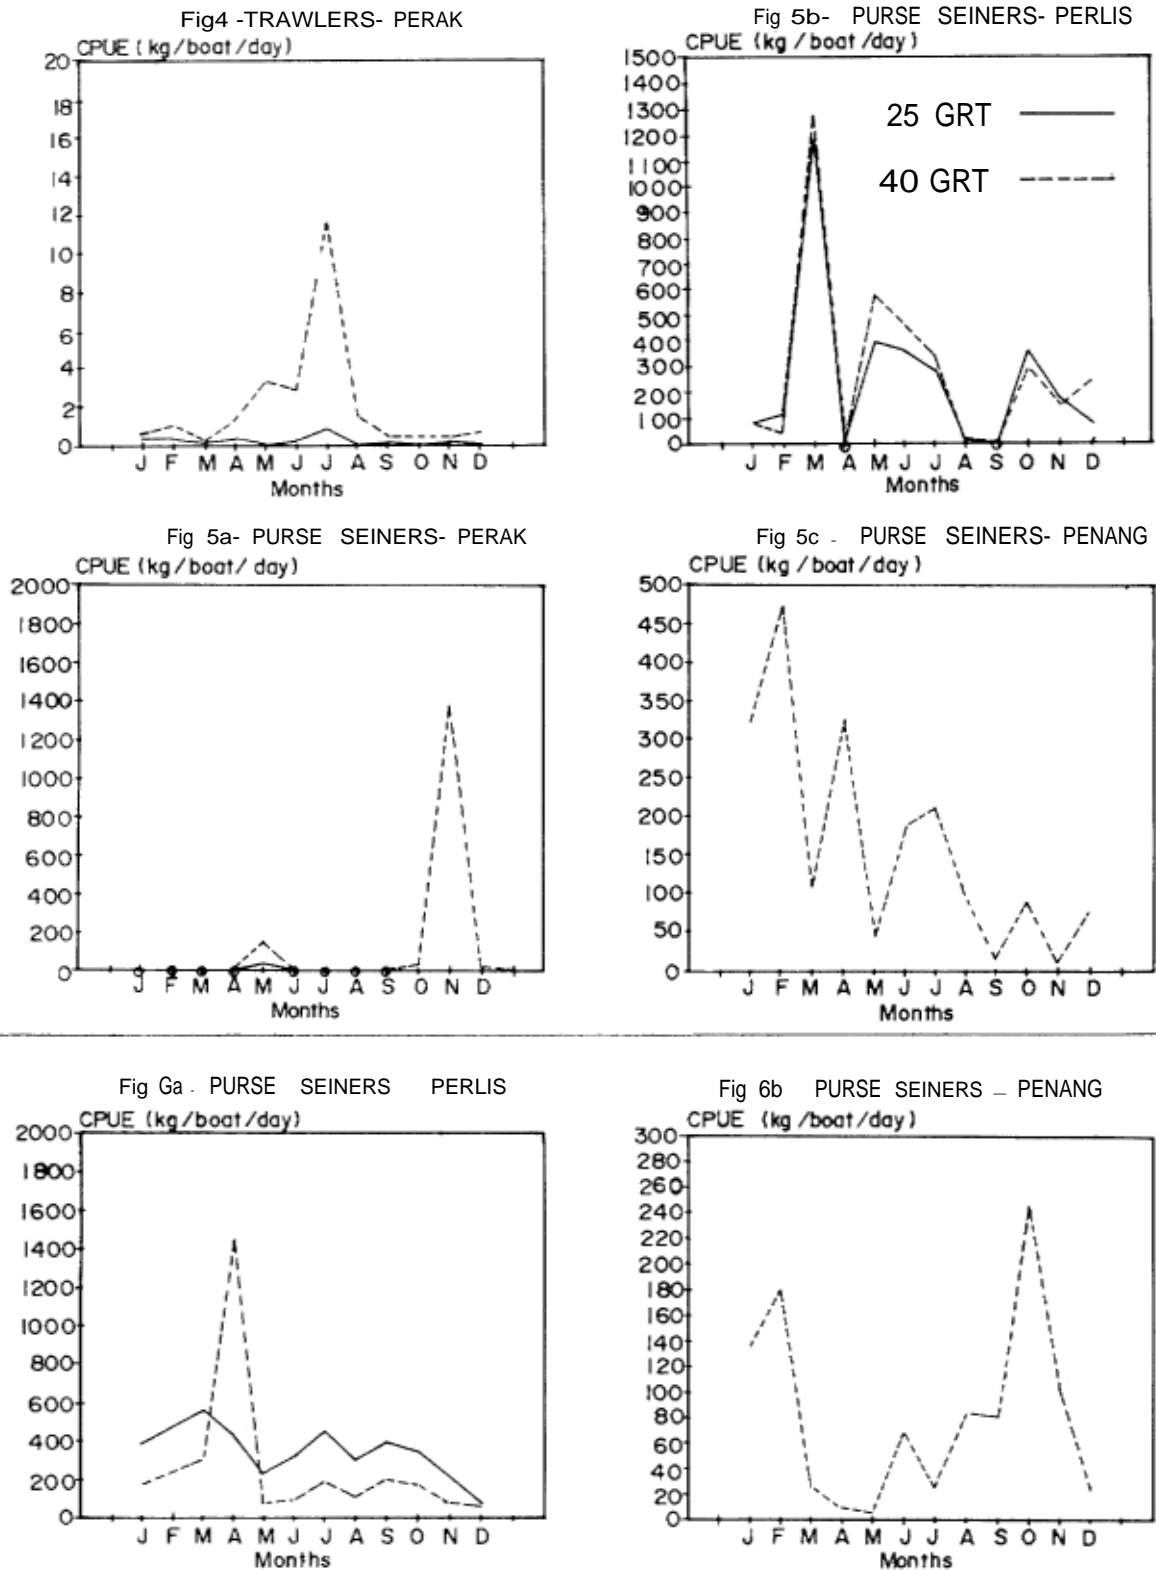 Fig4 -TRAWLERS- PERAK
CPUE (kg/boat/day)
20
18
16
14
12
10
8
6
4
2
0
J F M A M J J A S O N D
Months
Fig 5b- PURSE SEINERS- PERLIS
CPUE (kg/boat/day)
1500
1400
1300
1200
1100
1000
900
800
700
600
500
400
300
200
100
0
25 GRT
40 GRT
J F M A M J J A S O N D
Months
Fig 5a- PURSE SEINERS- PERAK
CPUE (kg/boat/ day)
2000
1800
1600
1400
1200
1000
800
600
400
200
0
J F M A M J J A S O N D
Months
Fig 5c - PURSE SEINERS- PENANG
CPUE (kg/boat/day)
500
450
400
350
300
250
200
150
100
50
0
J F M A M J J A S O N D
Months
Fig Ga - PURSE SEINERS PERLIS
CPUE (kg/boat/day)
2000
1800
1600
1400
1200
1000
800
600
400
200
0
J F M A M J J A S O N D
Months
Fig 6b PURSE SEINERS – PENANG
CPUE (kg/boat/day)
300
280
260
240
220
200
180
160
140
120
100
80
60
40
20
0
J F M A M J J A S O N D
Months